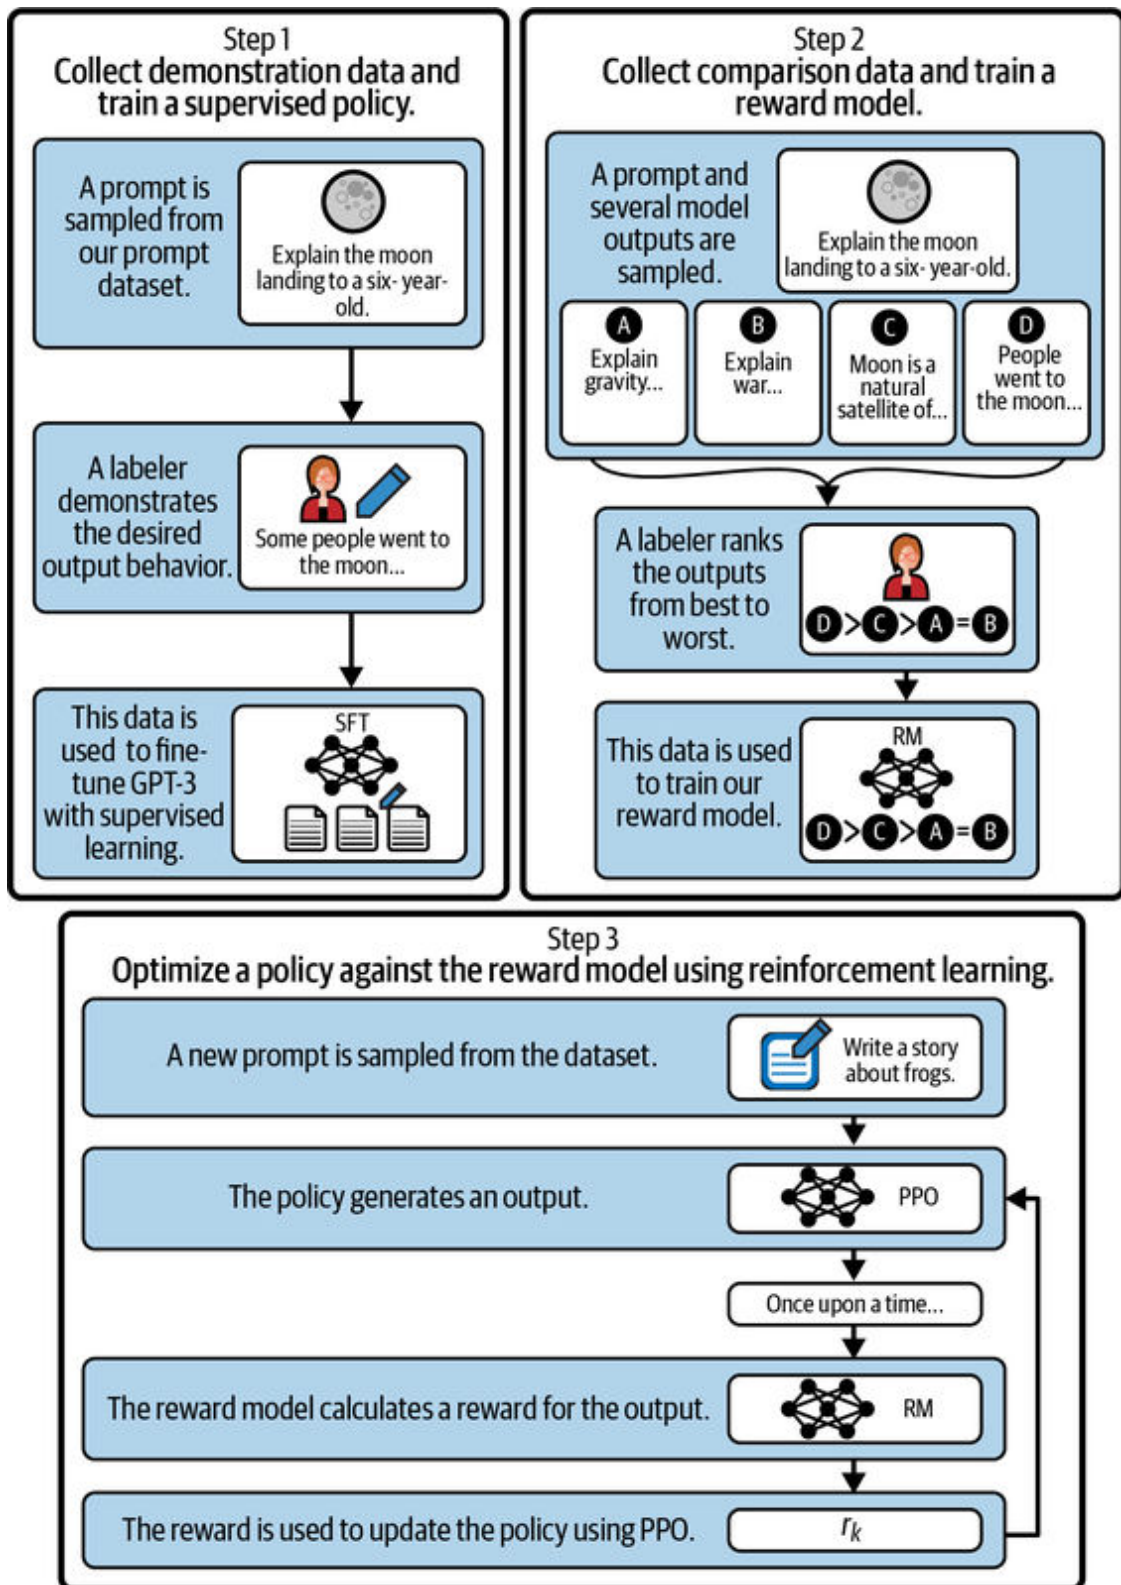 Step 1
Collect demonstration data and
train a supervised policy.
A prompt is
sampled from
our prompt
dataset.
Explain the moon
landing to a six- year-
old.
A labeler
demonstrates
the desired
output behavior.
Some people went to
the moon...
This data is
used to fine-
tune GPT-3
with supervised
learning.
SFT
Step 2
Collect comparison data and train a
reward model.
A prompt and
several model
outputs are
sampled.
Explain the moon
landing to a six- year-old.
A
Explain
gravity...
B
Explain
war...
C
Moon is a
natural
satellite of...
D
People
went to
the moon...
A labeler ranks
the outputs
from best to
worst.
D > C > A = B
This data is used
to train our
reward model.
RM
D > C > A = B
Step 3
Optimize a policy against the reward model using reinforcement learning.
A new prompt is sampled from the dataset.
Write a story
about frogs.
The policy generates an output.
PPO
Once upon a time...
The reward model calculates a reward for the output.
RM
The reward is used to update the policy using PPO.
rₖ